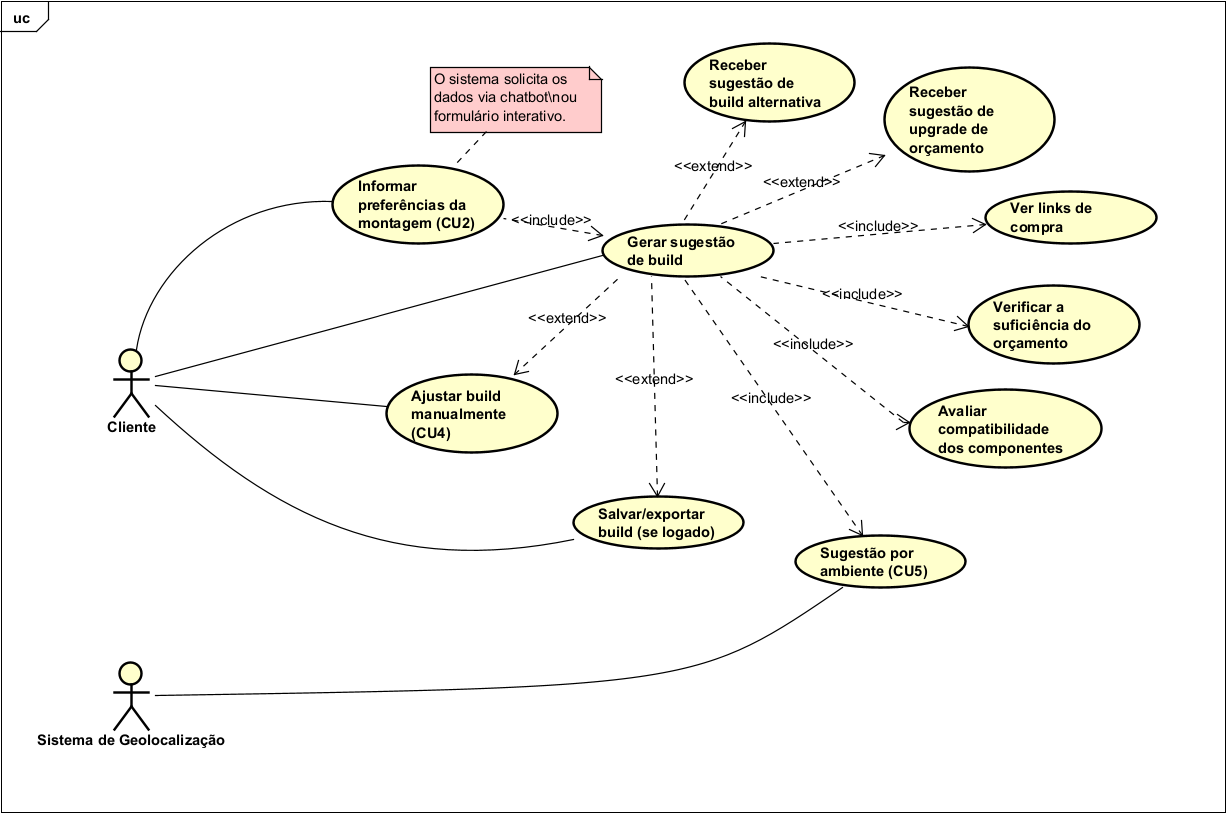 uc
O sistema solicita os
dados via chatbot\nou
formulário interativo.
Receber
sugestão de
build alternativa
Receber
sugestão de
upgrade de
orçamento
<<extend>>
<<extend>>
Informar
preferências da
montagem (CU2)
<<include>>
<<include>>
Ver links de
compra
Gerar sugestão
de build
<<include>>
Verificar a
suficiência do
orçamento
<<extend>>
<<include>>
<<extend>>
<<include>>
Ajustar build
manualmente
(CU4)
Avaliar
compatibilidade
dos componentes
Cliente
Salvar/exportar
build (se logado)
Sugestão por
ambiente (CU5)
Sistema de Geolocalização